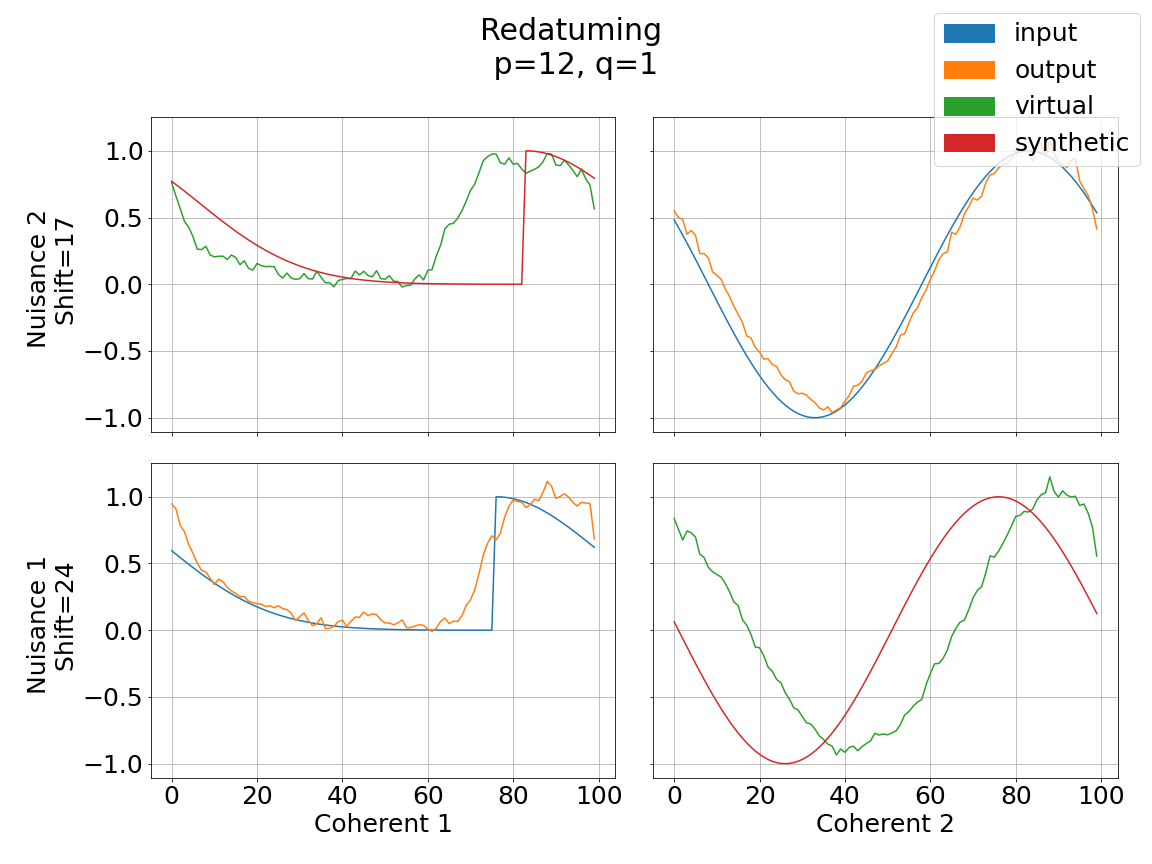 Redatuming
p=12, q=1
input
output
virtual
synthetic
Nuisance 2
Shift=17
1.0
0.5
0.0
−0.5
−1.0
Nuisance 1
Shift=24
1.0
0.5
0.0
−0.5
−1.0
0 20 40 60 80 100
Coherent 1
0 20 40 60 80 100
Coherent 2